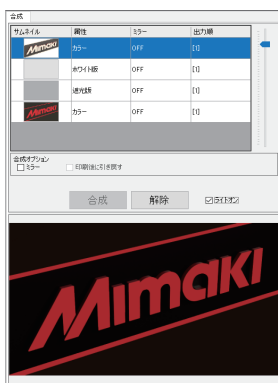 合成
サムネイル 属性 ミラー 出力順
Mimaki カラー OFF [1]
ホワイト版 OFF [1]
遮光版 OFF [1]
Mimaki カラー OFF [1]
合成オプション
ミラー 印刷後に引き戻す
合成 解除 ライトオン
Mimaki